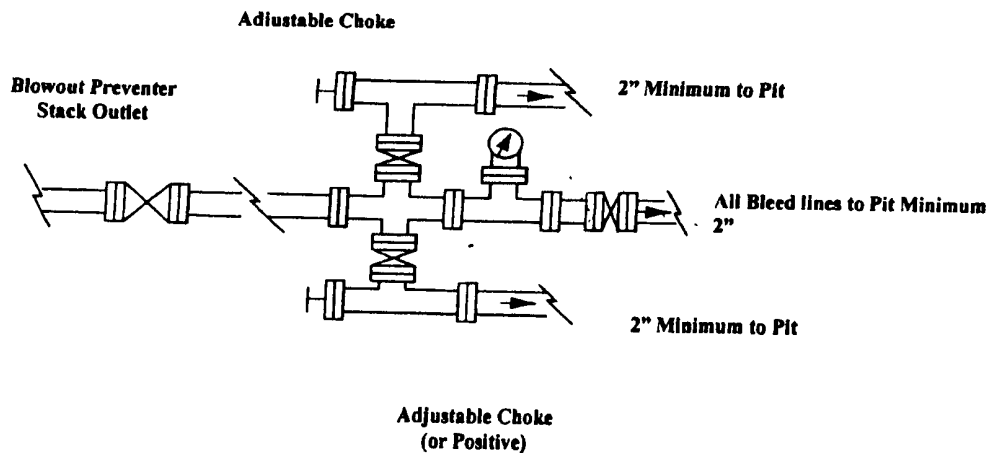 Adiustable Choke
Blowout Preventer
Stack Outlet
2” Minimum to Pit
All Bleed lines to Pit Minimum
2”
2” Minimum to Pit
Adjustable Choke
(or Positive)